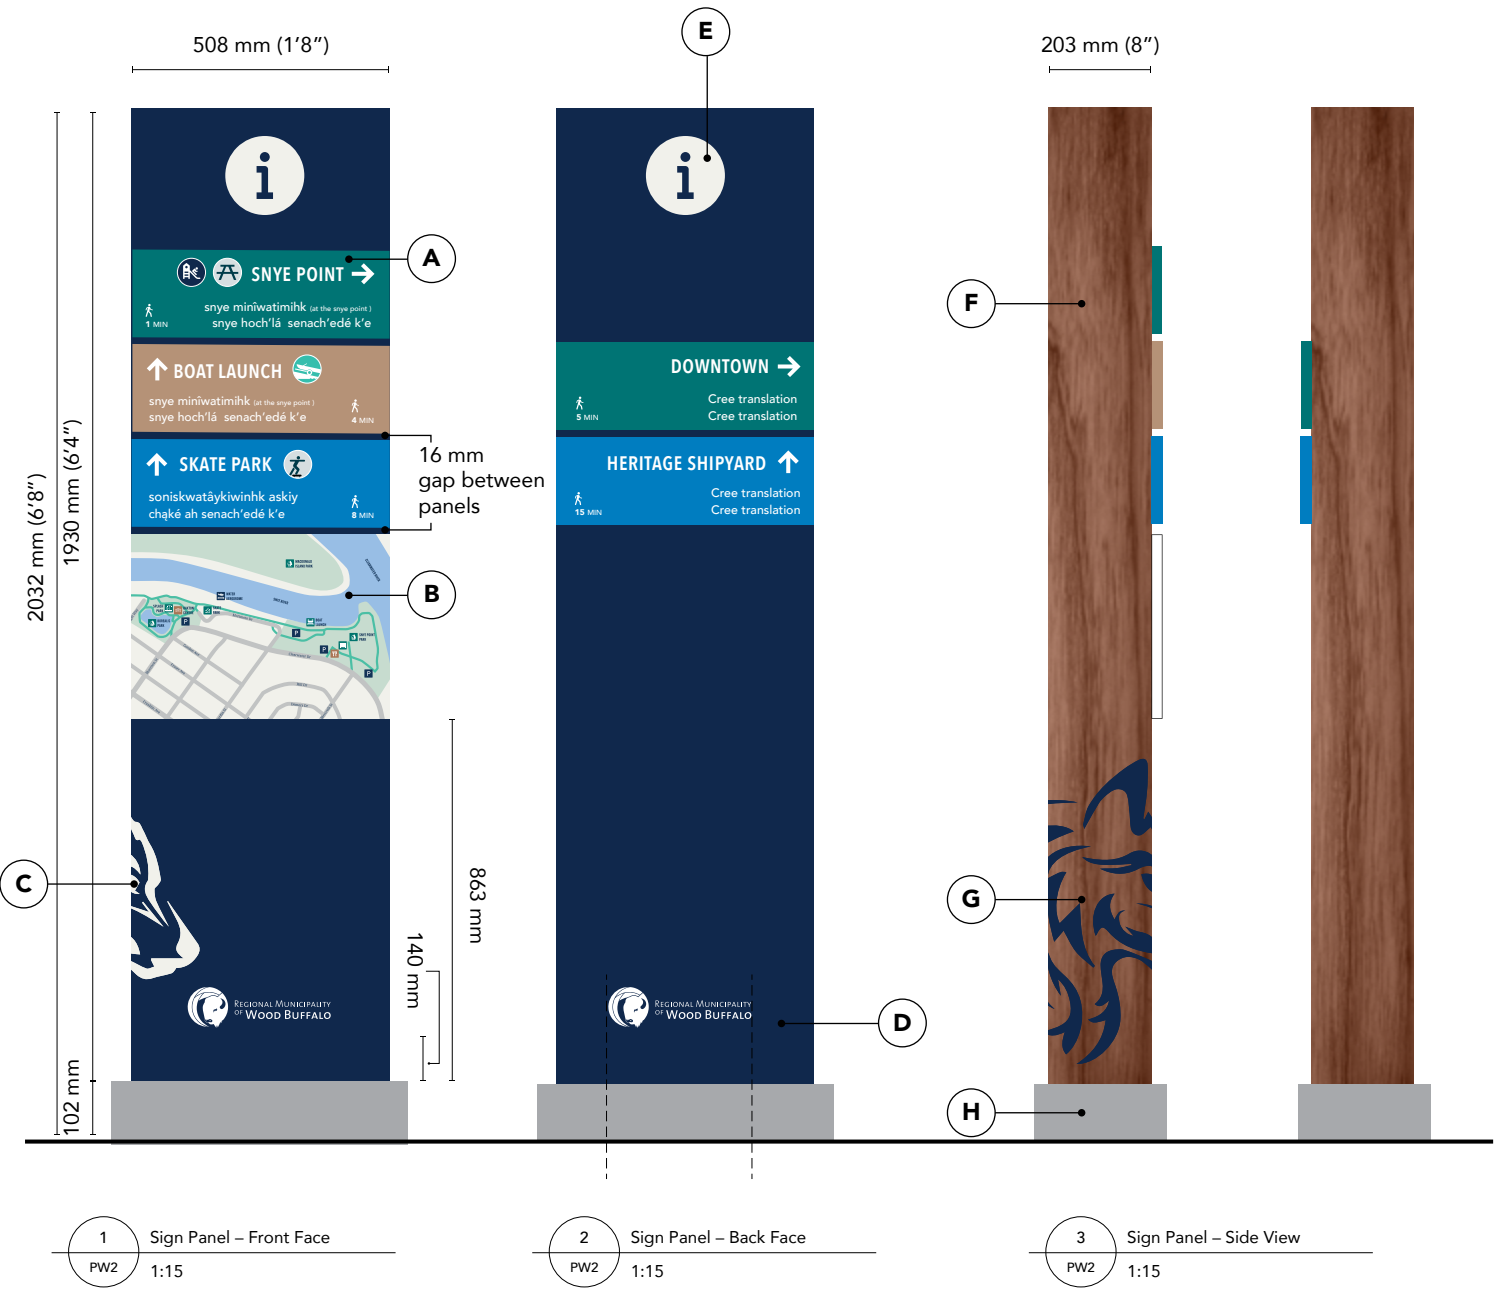 508 mm (1’8”)
E
203 mm (8”)
i
i
A
SNYE POINT
snye minîwatimihk (at the snye point )
snye hoch’lá senach’edé k’e
1 MIN
BOAT LAUNCH
snye minîwatimihk (at the snye point )
snye hoch’lá senach’edé k’e
4 MIN
SKATE PARK
soniskwatâykiwinhk askiy
chąké ah senach’edé k’e
8 MIN
16 mm
gap between
panels
DOWNTOWN
Cree translation
Cree translation
5 MIN
HERITAGE SHIPYARD
Cree translation
Cree translation
15 MIN
F
2032 mm (6’8”)
1930 mm (6’4”)
102 mm
B
P
P
P
P
C
863 mm
140 mm
REGIONAL MUNICIPALITY
OF WOOD BUFFALO
REGIONAL MUNICIPALITY
OF WOOD BUFFALO
D
G
H
1
Sign Panel – Front Face
PW2
1:15
2
Sign Panel – Back Face
PW2
1:15
3
Sign Panel – Side View
PW2
1:15